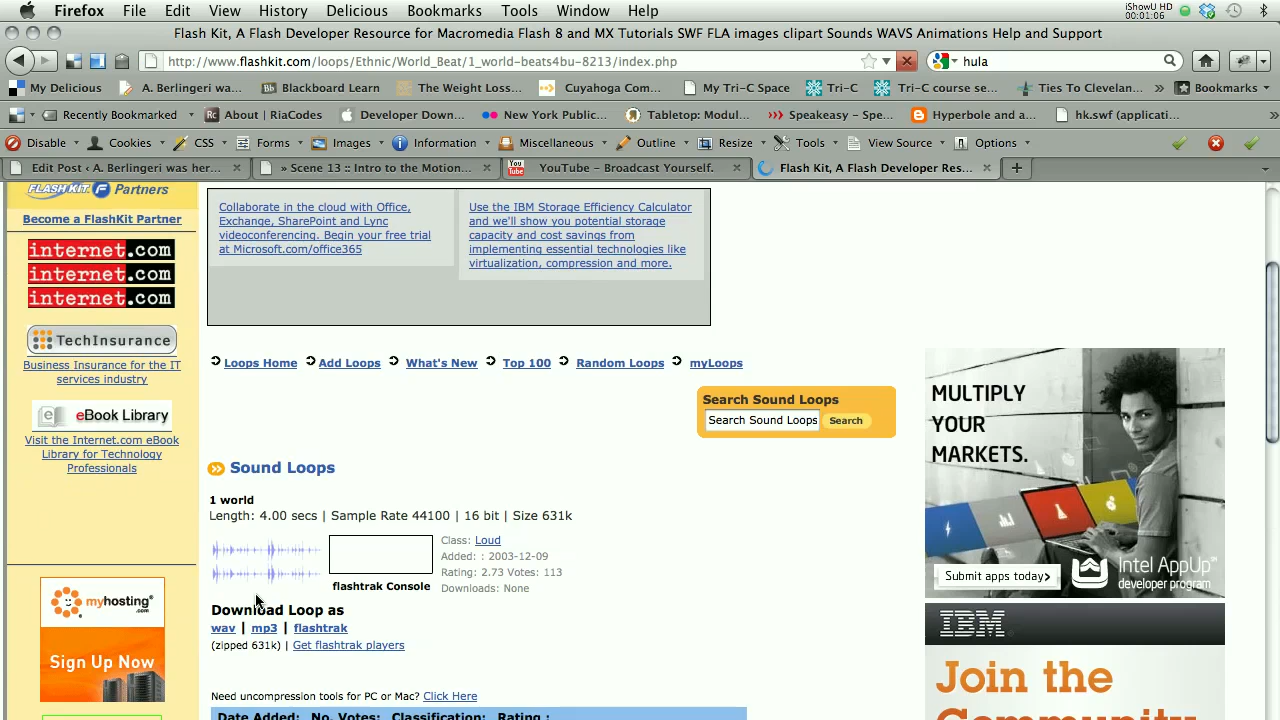 Firefox File Edit View History Delicious Bookmarks Tools Window Help
iShowU HD
00:01:06
Flash Kit, A Flash Developer Resource for Macromedia Flash 8 and MX Tutorials SWF FLA images clipart Sounds WAVS Animations Help and Support
http://www.flashkit.com/loops/Ethnic/World_Beat/1_world-beats4bu-8213/index.php
hula
My Delicious A. Berlingeri wa... Blackboard Learn The Weight Loss... Cuyahoga Com... My Tri-C Space Tri-C Tri-C course se... Ties To Clevelan... » Bookmarks
Recently Bookmarked About | RiaCodes Developer Down... New York Public... Tabletop: Modul... Speakeasy - Spe... Hyperbole and a... hk.swf (applicati...
Disable Cookies CSS Forms Images Information Miscellaneous Outline Resize Tools View Source Options
Edit Post ‹ A. Berlingeri was her... » Scene 13 :: Intro to the Motion... YouTube - Broadcast Yourself. Flash Kit, A Flash Developer Res...
FLASH KIT Partners
Become a FlashKit Partner
internet.com
internet.com
internet.com
TechInsurance
Business Insurance for the IT
services industry
eBook Library
Visit the Internet.com eBook
Library for Technology
Professionals
myhosting.com
Sign Up Now
Collaborate in the cloud with Office,
Exchange, SharePoint and Lync
videoconferencing. Begin your free trial
at Microsoft.com/office365
Use the IBM Storage Efficiency Calculator
and we'll show you potential storage
capacity and cost savings from
implementing essential technologies like
virtualization, compression and more.
Loops Home Add Loops What's New Top 100 Random Loops myLoops
Search Sound Loops
Search Sound Loops Search
Sound Loops
1 world
Length: 4.00 secs | Sample Rate 44100 | 16 bit | Size 631k
flashtrak Console
Class: Loud
Added: : 2003-12-09
Rating: 2.73 Votes: 113
Downloads: None
Download Loop as
wav | mp3 | flashtrak
(zipped 631k) | Get flashtrak players
Need uncompression tools for PC or Mac? Click Here
Date Added: No. Votes: Classification: Rating :
MULTIPLY
YOUR
MARKETS.
Submit apps today›
Intel AppUp™
developer program
IBM
Join the
Community